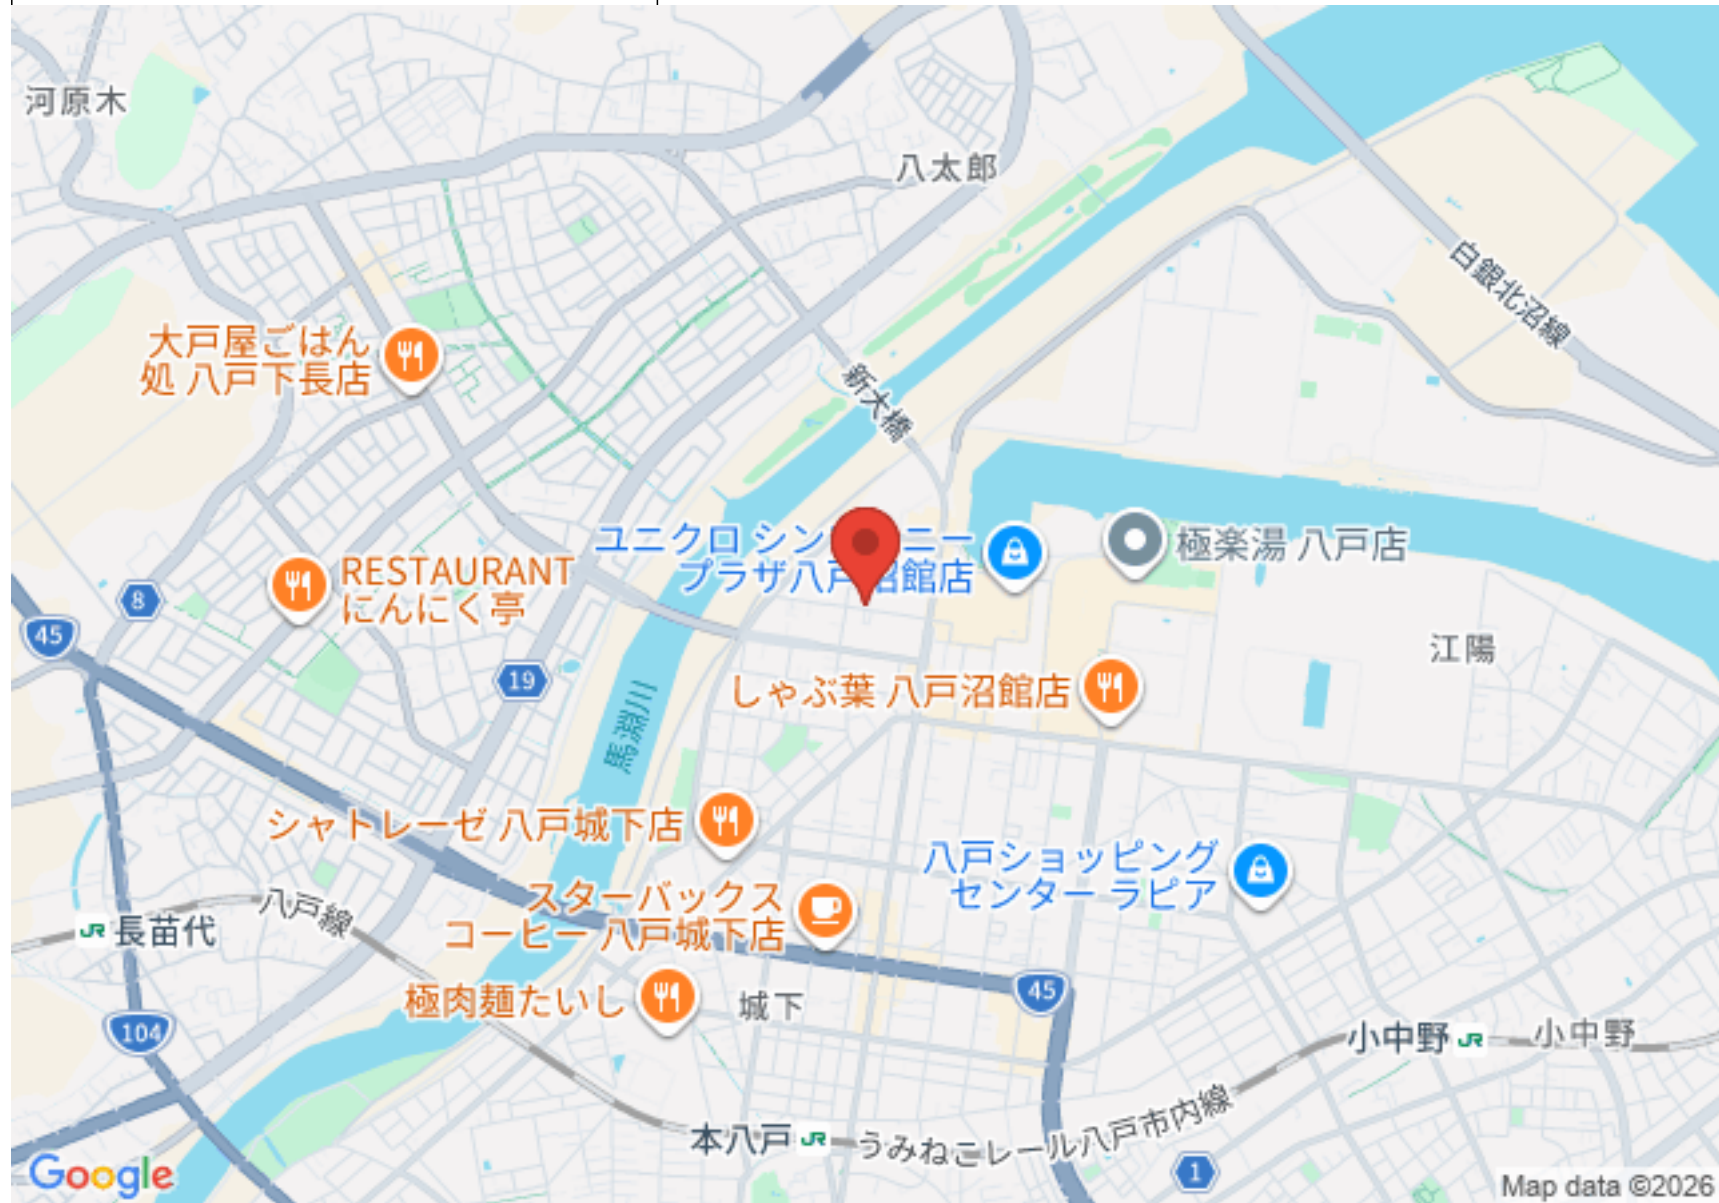 河原木
八太郎
白銀北沼線
大戸屋ごはん
処 八戸下長店
新大橋
ユニクロ シン
ニー
プラザ八戸沼館店
極楽湯 八戸店
RESTAURANT
にんにく亭
8
45
19
江陽
しゃぶ葉 八戸沼館店
馬淵川
シャトレーゼ 八戸城下店
八戸ショッピング
センター ラピア
スターバックス
コーヒー 八戸城下店
八戸線
JR 長苗代
極肉麺たいし
城下
45
104
小中野 JR
小中野
本八戸 JR
うみねこレール八戸市内線
1
Google
Map data ©2026